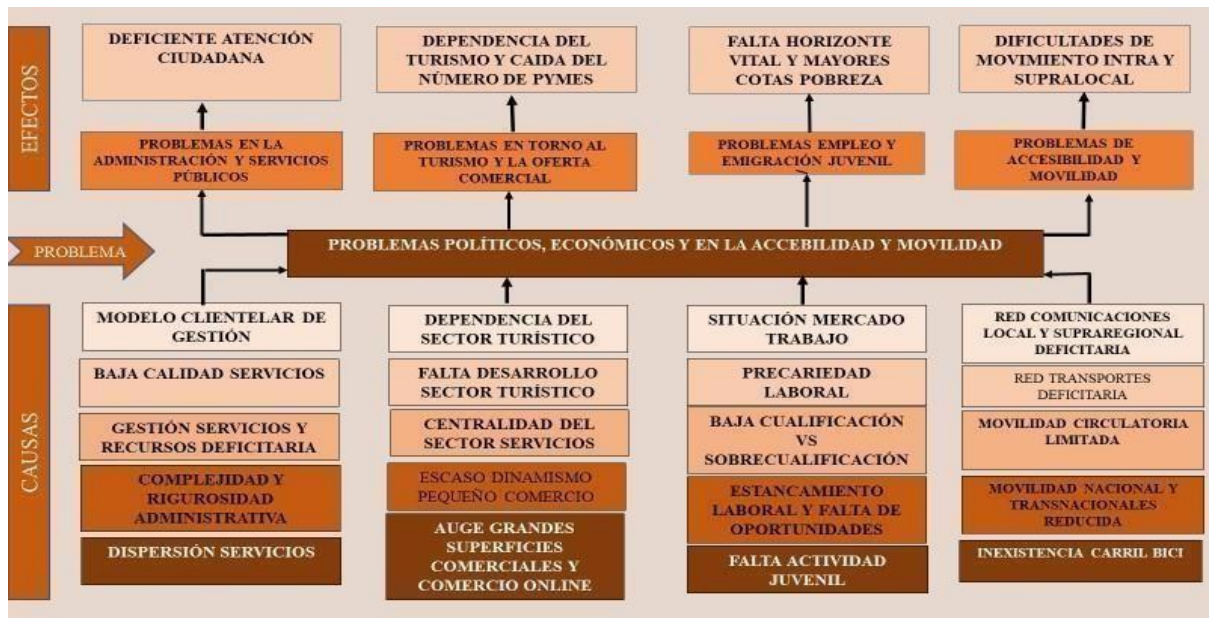 EFECTOS
DEFICIENTE ATENCIÓN
CIUDADANA
DEPENDENCIA DEL
TURISMO Y CAIDA DEL
NÚMERO DE PYMES
FALTA HORIZONTE
VITAL Y MAYORES
COTAS POBREZA
DIFICULTADES DE
MOVIMIENTO INTRA Y
SUPRALOCAL
PROBLEMAS EN LA
ADMINISTRACIÓN Y SERVICIOS
PÚBLICOS
PROBLEMAS EN TORNO AL
TURISMO Y LA OFERTA
COMERCIAL
PROBLEMAS EMPLEO Y
EMIGRACIÓN JUVENIL
PROBLEMAS DE
ACCESIBILIDAD Y
MOVILIDAD
PROBLEMA
PROBLEMAS POLÍTICOS, ECONÓMICOS Y EN LA ACCEBILIDAD Y MOVILIDAD
CAUSAS
MODELO CLIENTELAR DE
GESTIÓN
BAJA CALIDAD SERVICIOS
GESTIÓN SERVICIOS Y
RECURSOS DEFICITARIA
COMPLEJIDAD Y
RIGUROSIDAD
ADMINISTRATIVA
DISPERSIÓN SERVICIOS
DEPENDENCIA DEL
SECTOR TURÍSTICO
FALTA DESARROLLO
SECTOR TURÍSTICO
CENTRALIDAD DEL
SECTOR SERVICIOS
ESCASO DINAMISMO
PEQUEÑO COMERCIO
AUGE GRANDES
SUPERFICIES
COMERCIALES Y
COMERCIO ONLINE
SITUACIÓN MERCADO
TRABAJO
PRECARIEDAD
LABORAL
BAJA CUALIFICACIÓN
VS
SOBRECUALIFICACIÓN
ESTANCAMIENTO
LABORAL Y FALTA DE
OPORTUNIDADES
FALTA ACTIVIDAD
JUVENIL
RED COMUNICACIONES
LOCAL Y SUPRAREGIONAL
DEFICITARIA
RED TRANSPORTES
DEFICITARIA
MOVILIDAD CIRCULATORIA
LIMITADA
MOVILIDAD NACIONAL Y
TRANSNACIONALES
REDUCIDA
INEXISTENCIA CARRIL BICI